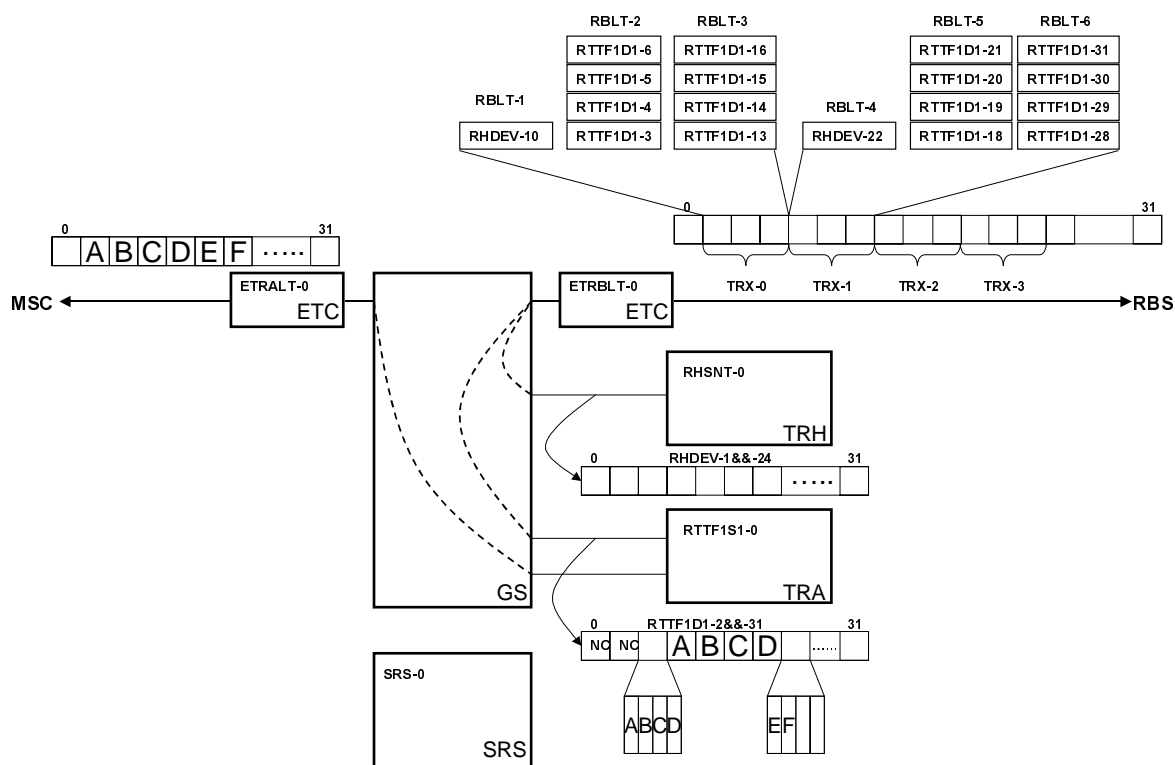 RBLT-2 RBLT-3 RBLT-5 RBLT-6
RTTF1D1-6 RTTF1D1-16 RTTF1D1-21 RTTF1D1-31
RTTF1D1-5 RTTF1D1-15 RTTF1D1-20 RTTF1D1-30
RBLT-1 RTTF1D1-4 RTTF1D1-14 RBLT-4 RTTF1D1-19 RTTF1D1-29
RHDEV-10 RTTF1D1-3 RTTF1D1-13 RHDEV-22 RTTF1D1-18 RTTF1D1-28
0 31
0 31
A B C D E F .....
TRX-0 TRX-1 TRX-2 TRX-3
MSC ETRALT-0 ETRBLT-0 RBS
ETC ETC
RHSNT-0
TRH
0 RHDEV-1&&-24 31
.....
RTTF1S1-0
GS TRA
0 RTTF1D1-2&&-31 31
NC NC A B C D ......
SRS-0
ABCD EF
SRS